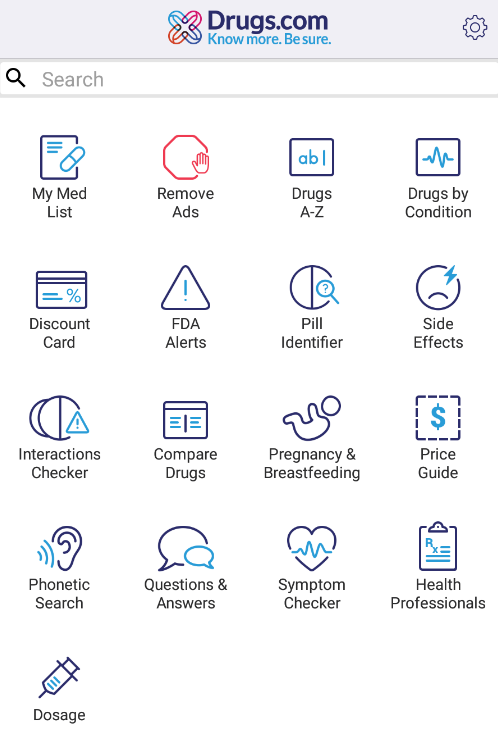 Drugs.com
Know more. Be sure.
Search
My Med
List
Remove
Ads
ab
Drugs
A-Z
Drugs by
Condition
%
Discount
Card
!
FDA
Alerts
?
Pill
Identifier
Side
Effects
!
Interactions
Checker
Compare
Drugs
Pregnancy &
Breastfeeding
$
Price
Guide
Phonetic
Search
Questions &
Answers
Symptom
Checker
Rx
Health
Professionals
Dosage